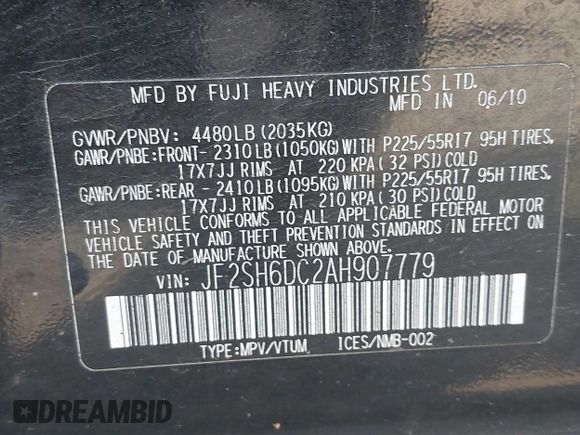 MFD BY FUJI HEAVY INDUSTRIES LTD.
MFD IN 06/10
GVWR/PNBV: 4480LB(2035KG)
GAWR/PNBE:FRONT-2310LB(1050KG)WITH P225/55R17 95H TIRES,
17X7JJ RIMS AT 220 KPA(32 PSI)COLD
GAWR/PNBE:REAR -2410LB(1095KG)WITH P225/55R17 95H TIRES,
17X7JJ RIMS AT 210 KPA(30 PSI)COLD
THIS VEHICLE CONFORMS TO ALL APPLICABLE FEDERAL MOTOR
VEHICLE SAFETY AND THEFT PREVENTION STANDARDS IN EFFECT ON
THE DATE OF MANUFACTURE SHOWN ABOVE.
VIN: JF2SH6DC2AH907779
TYPE:MPV/VTUM ICES/NMB-002
DREAMBID